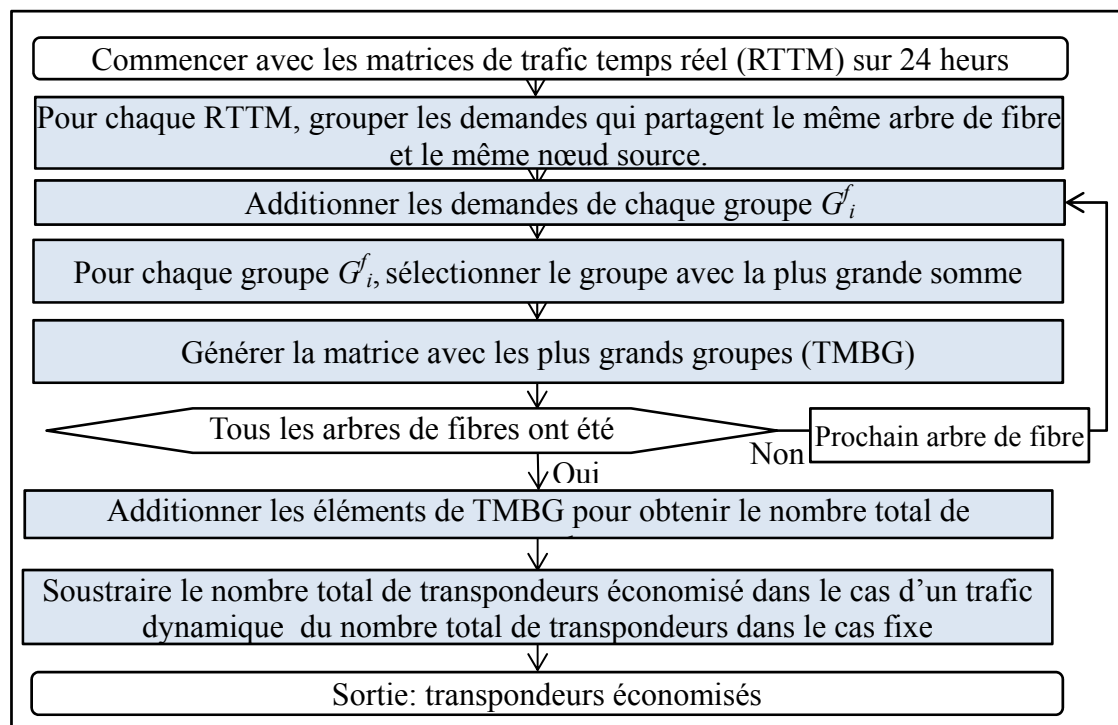 Commencer avec les matrices de trafic temps réel (RTTM) sur 24 heurs
Pour chaque RTTM, grouper les demandes qui partagent le même arbre de fibre
et le même nœud source.
Additionner les demandes de chaque groupe G^f_i
Pour chaque groupe G^f_i, sélectionner le groupe avec la plus grande somme
Générer la matrice avec les plus grands groupes (TMBG)
Tous les arbres de fibres ont été
Non
Prochain arbre de fibre
Oui
Additionner les éléments de TMBG pour obtenir le nombre total de
Soustraire le nombre total de transpondeurs économisé dans le cas d’un trafic
dynamique du nombre total de transpondeurs dans le cas fixe
Sortie: transpondeurs économisés